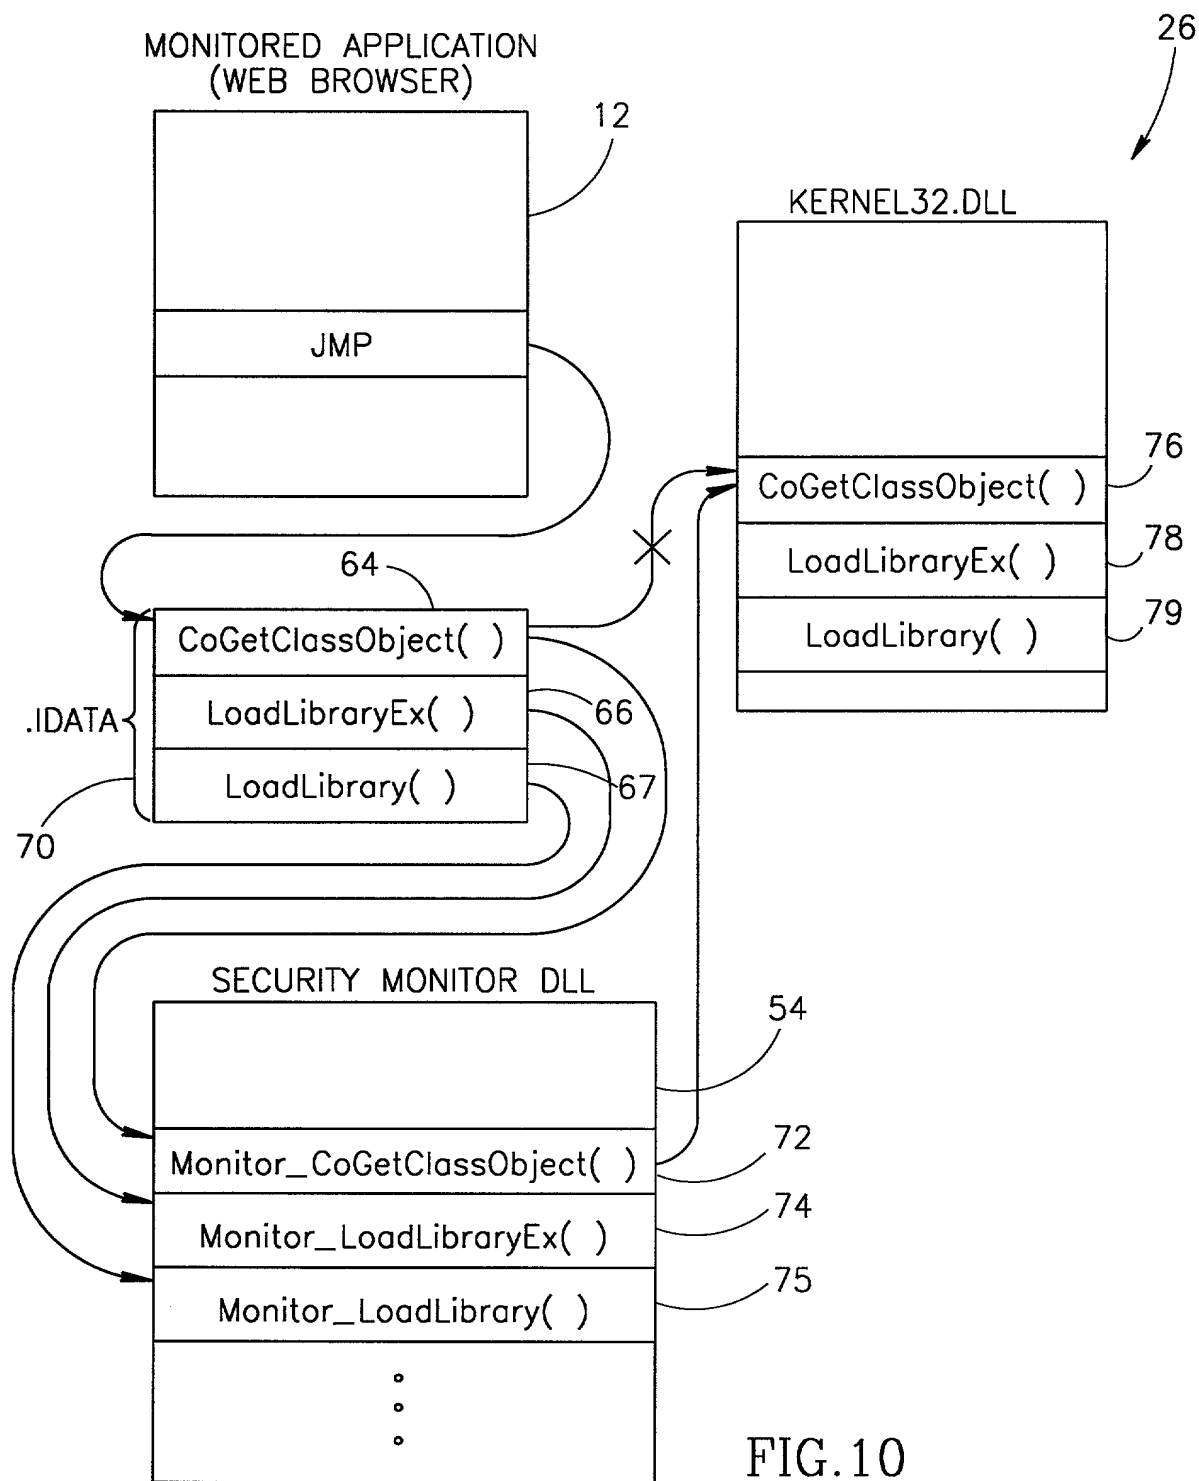 26
MONITORED APPLICATION
(WEB BROWSER)
12
JMP
KERNEL32.DLL
CoGetClassObject( )
76
LoadLibraryEx( )
78
LoadLibrary( )
79
64
CoGetClassObject( )
LoadLibraryEx( )
66
LoadLibrary( )
67
.IDATA
70
SECURITY MONITOR DLL
54
Monitor_CoGetClassObject( )
72
Monitor_LoadLibraryEx( )
74
Monitor_LoadLibrary( )
75
FIG.10